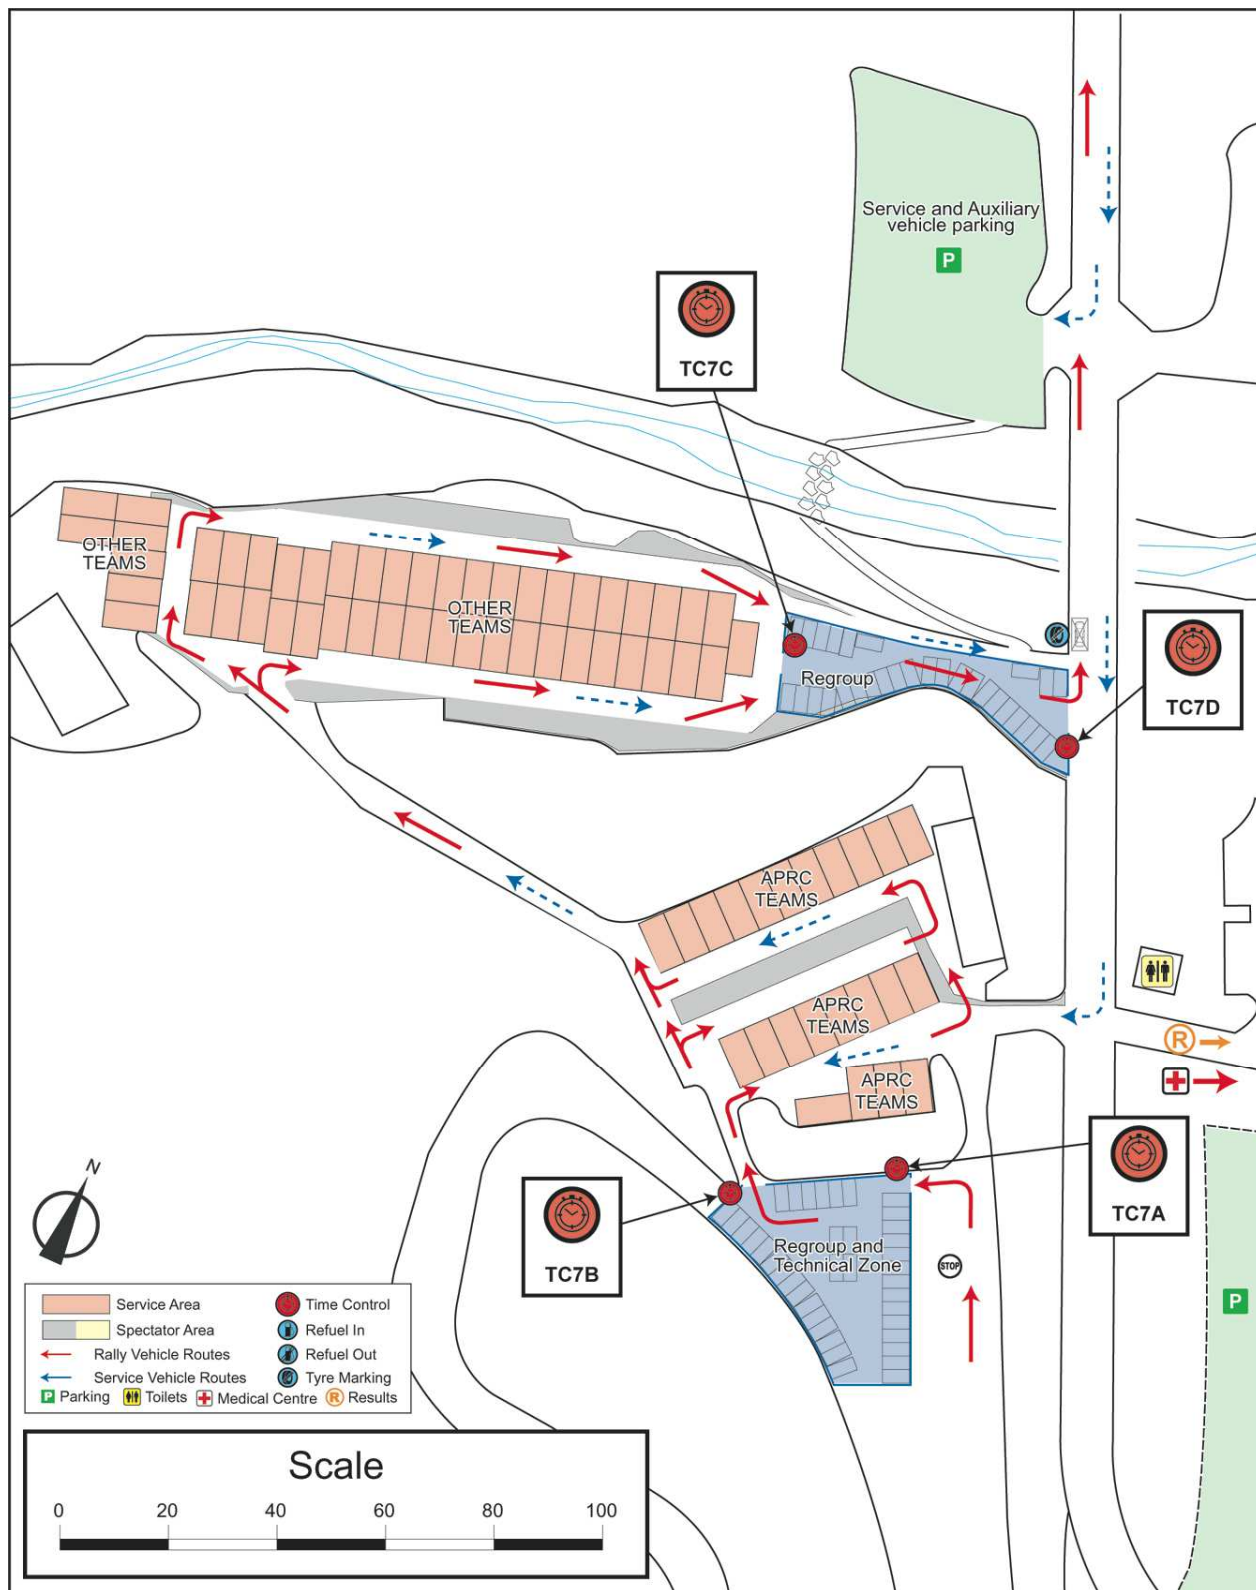 Service and Auxiliary
vehicle parking
P
TC7C
OTHER
TEAMS
OTHER
TEAMS
Regroup
TC7D
APRC
TEAMS
APRC
TEAMS
R
APRC
TEAMS
TC7A
N
TC7B
Regroup and
Technical Zone
STOP
P
Service Area
Time Control
Spectator Area
Refuel In
Rally Vehicle Routes
Refuel Out
Service Vehicle Routes
Tyre Marking
P Parking Toilets Medical Centre R Results
Scale
0 20 40 60 80 100